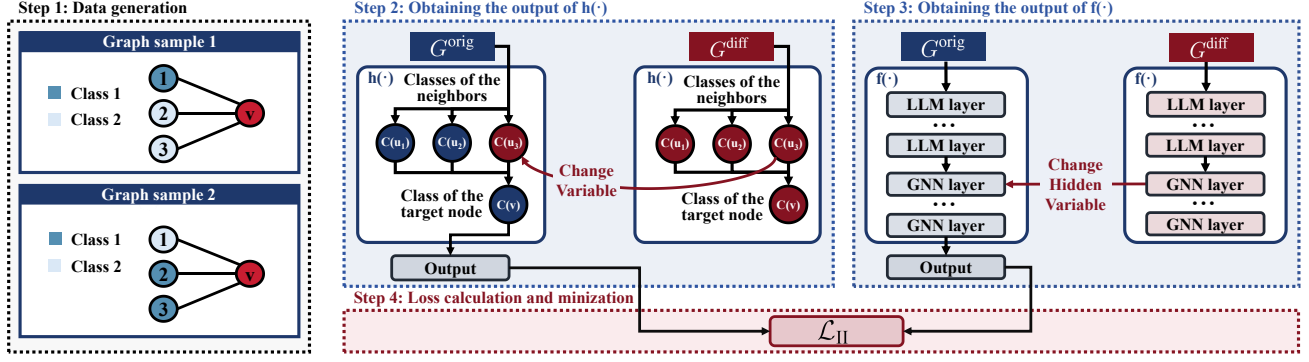 Step 1: Data generation
Graph sample 1
Class 1
Class 2
1
2
3
v
Graph sample 2
Class 1
Class 2
1
2
3
v
Step 2: Obtaining the output of h(·)
G^orig
h(·)
Classes of the
neighbors
C(u₁)
C(u₂)
C(u₃)
Class of the
target node
C(v)
Output
Change
Variable
G^diff
h(·)
Classes of the
neighbors
C(u₁)
C(u₂)
C(u₃)
Class of the
target node
C(v)
Step 3: Obtaining the output of f(·)
G^orig
f(·)
LLM layer
...
LLM layer
GNN layer
...
GNN layer
Output
Change
Hidden
Variable
G^diff
f(·)
LLM layer
...
LLM layer
GNN layer
...
GNN layer
Step 4: Loss calculation and minization
ℒ_II